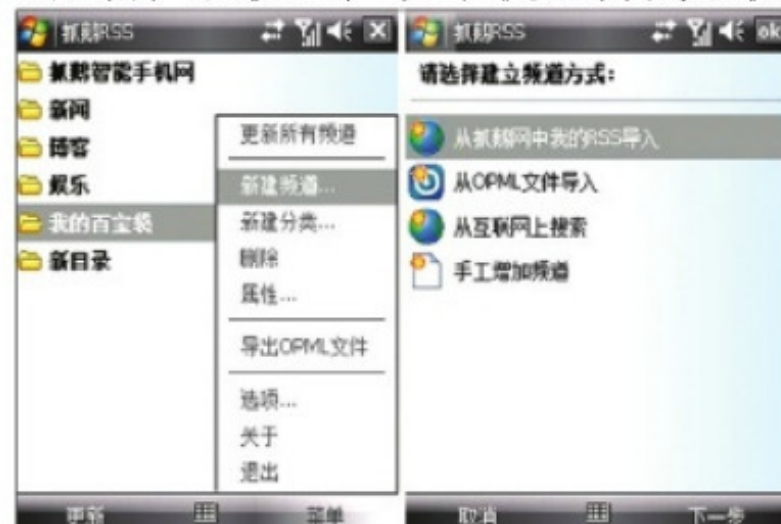 抓鹅RSS
抓鹅智能手机网
新闻
博客
娱乐
我的百宝袋
新目录
更新所有频道
新建频道...
新建分类...
删除
属性...
导出OPML文件
选项...
关于
退出
更新
菜单
抓鹅RSS
ok
请选择建立频道方式：
从抓鹅网中我的RSS导入
从OPML文件导入
从互联网上搜索
手工增加频道
取消
下一步